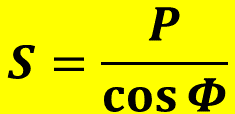 S = P / cos Φ